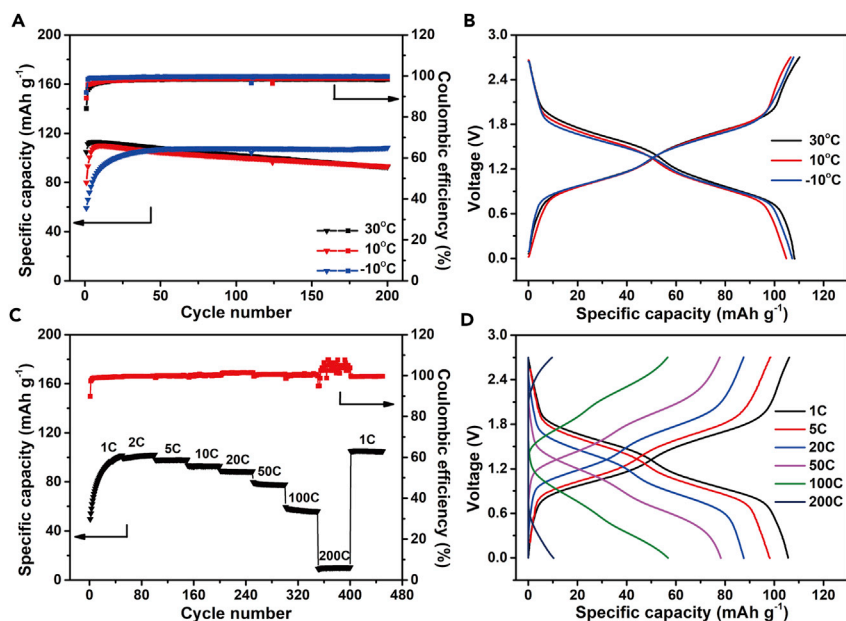 A
Specific capacity (mAh g⁻¹)
200
160
120
80
40
0
120
100
80
60
40
20
0
Coulombic efficiency (%)
30°C
10°C
-10°C
0
50
100
150
200
Cycle number
B
Voltage (V)
3.0
2.4
1.8
1.2
0.6
0.0
30°C
10°C
-10°C
0
20
40
60
80
100
120
Specific capacity (mAh g⁻¹)
C
Specific capacity (mAh g⁻¹)
200
160
120
80
40
0
120
100
80
60
40
20
0
Coulombic efficiency (%)
1C
2C
5C
10C
20C
50C
100C
200C
1C
0
80
160
240
320
400
480
Cycle number
D
Voltage (V)
3.0
2.4
1.8
1.2
0.6
0.0
1C
5C
20C
50C
100C
200C
0
20
40
60
80
100
120
Specific capacity (mAh g⁻¹)